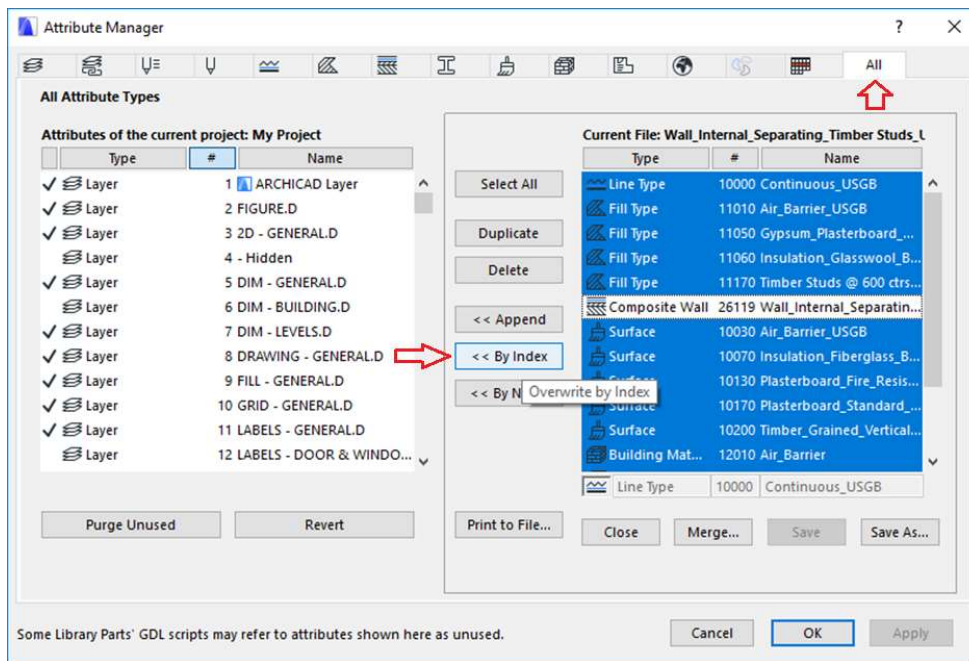 Attribute Manager
All
All Attribute Types
Attributes of the current project: My Project
Type # Name
Layer 1 ARCHICAD Layer
Layer 2 FIGURE.D
Layer 3 2D - GENERAL.D
Layer 4 - Hidden
Layer 5 DIM - GENERAL.D
Layer 6 DIM - BUILDING.D
Layer 7 DIM - LEVELS.D
Layer 8 DRAWING - GENERAL.D
Layer 9 FILL - GENERAL.D
Layer 10 GRID - GENERAL.D
Layer 11 LABELS - GENERAL.D
Layer 12 LABELS - DOOR & WINDO...
Purge Unused Revert
Select All
Duplicate
Delete
<< Append
<< By Index
<< By N
Overwrite by Index
Print to File...
Current File: Wall_Internal_Separating_Timber Studs_U
Type # Name
Line Type 10000 Continuous_USGB
Fill Type 11010 Air_Barrier_USGB
Fill Type 11050 Gypsum_Plasterboard_...
Fill Type 11060 Insulation_Glasswool_B...
Fill Type 11170 Timber Studs @ 600 ctrs...
Composite Wall 26119 Wall_Internal_Separatin...
Surface 10030 Air_Barrier_USGB
Surface 10070 Insulation_Fiberglass_B...
10130 Plasterboard_Fire_Resis...
Surface 10170 Plasterboard_Standard_...
Surface 10200 Timber_Grained_Vertical...
Building Mat... 12010 Air_Barrier
Line Type 10000 Continuous_USGB
Close Merge... Save Save As...
Some Library Parts' GDL scripts may refer to attributes shown here as unused.
Cancel OK Apply